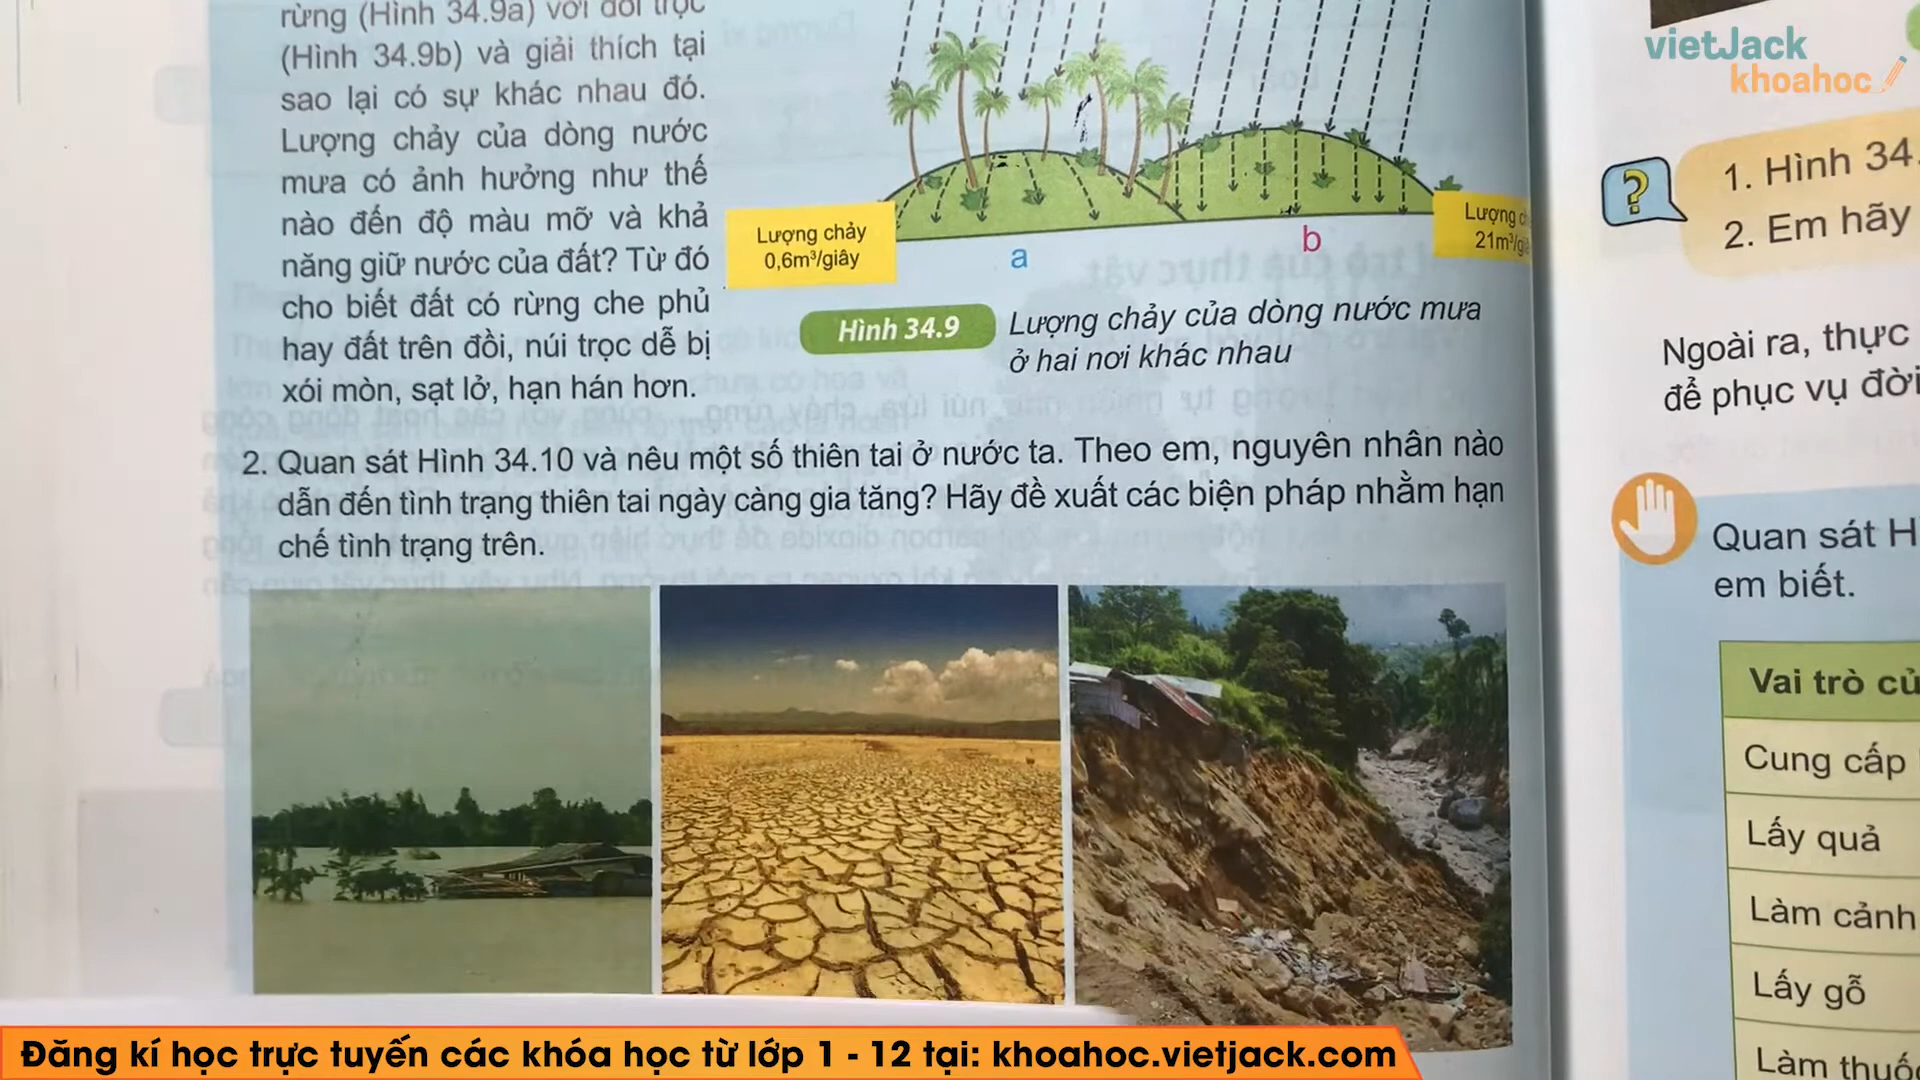 rừng (Hình 34.9a) với đồi trọc
(Hình 34.9b) và giải thích tại
sao lại có sự khác nhau đó.
Lượng chảy của dòng nước
mưa có ảnh hưởng như thế
nào đến độ màu mỡ và khả
năng giữ nước của đất? Từ đó
cho biết đất có rừng che phủ
hay đất trên đồi, núi trọc dễ bị
xói mòn, sạt lở, hạn hán hơn.
Lượng chảy
0,6m³/giây
a
b
Lượng
21m³/giâ
Hình 34.9 Lượng chảy của dòng nước mưa
ở hai nơi khác nhau
2. Quan sát Hình 34.10 và nêu một số thiên tai ở nước ta. Theo em, nguyên nhân nào
dẫn đến tình trạng thiên tai ngày càng gia tăng? Hãy đề xuất các biện pháp nhằm hạn
chế tình trạng trên.
vietJack
khoahoc
?
1. Hình 34.
2. Em hãy
Ngoài ra, thực
để phục vụ đời
Quan sát H
em biết.
Vai trò củ
Cung cấp
Lấy quả
Làm cảnh
Lấy gỗ
Làm thuốc
Đăng kí học trực tuyến các khóa học từ lớp 1 - 12 tại: khoahoc.vietjack.com